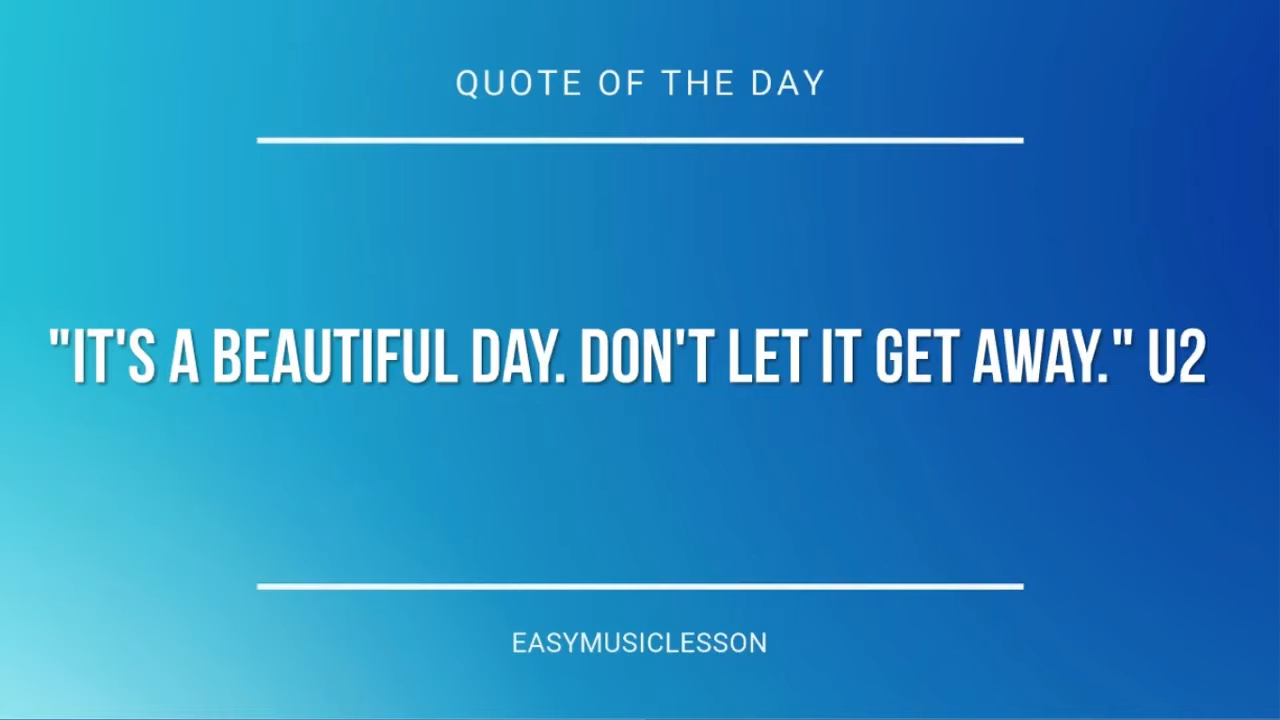 QUOTE OF THE DAY
"IT'S A BEAUTIFUL DAY. DON'T LET IT GET AWAY." U2
EASYMUSICLESSON